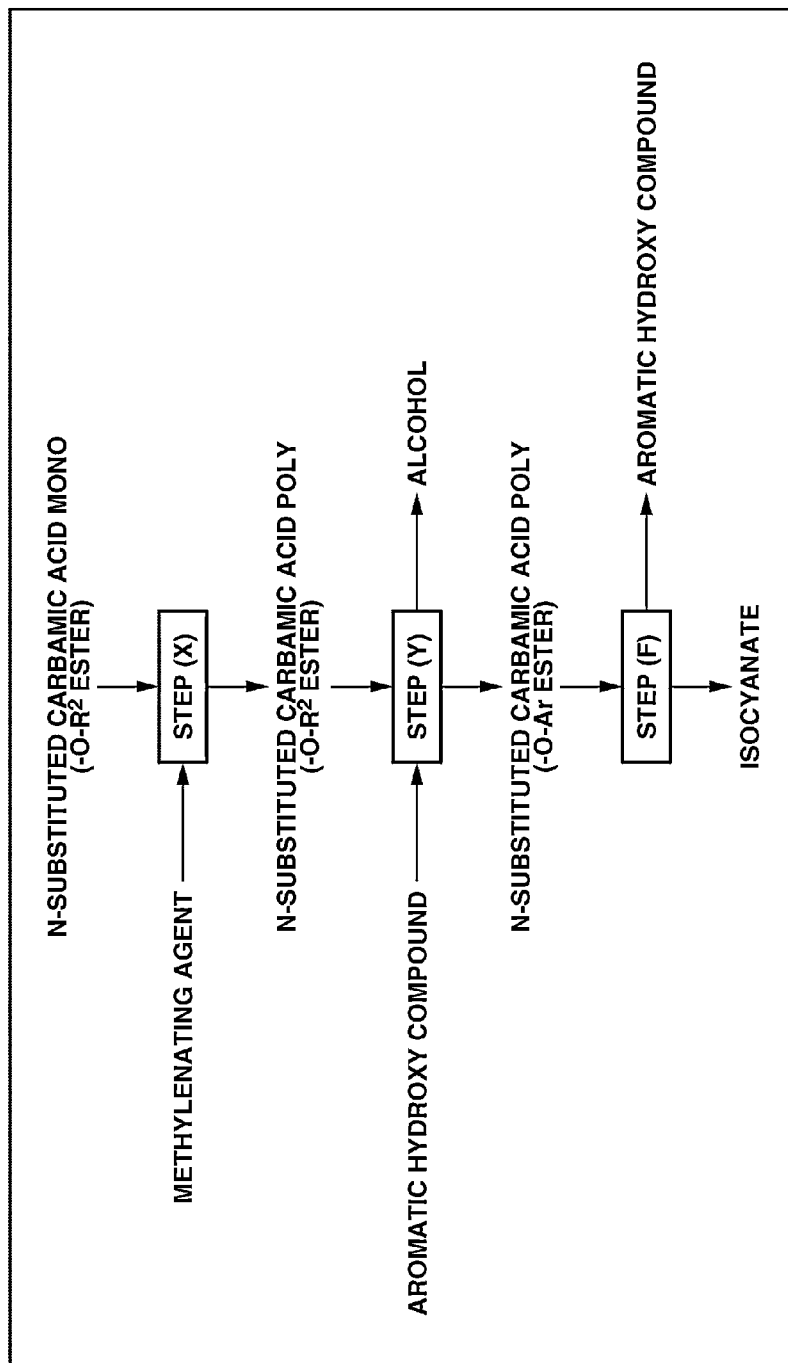 N-SUBSTITUTED CARBAMIC ACID MONO
(-O-R² ESTER)
METHYLENATING AGENT
STEP (X)
N-SUBSTITUTED CARBAMIC ACID POLY
(-O-R² ESTER)
AROMATIC HYDROXY COMPOUND
STEP (Y)
ALCOHOL
N-SUBSTITUTED CARBAMIC ACID POLY
(-O-Ar ESTER)
STEP (F)
AROMATIC HYDROXY COMPOUND
ISOCYANATE